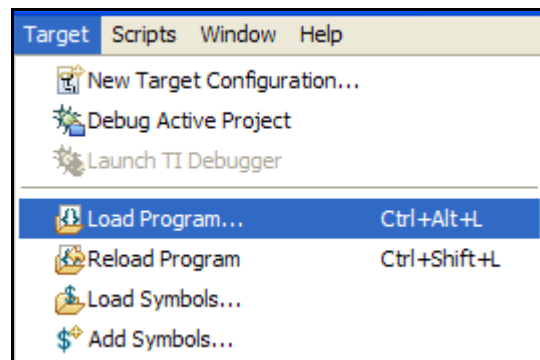 Target Scripts Window Help
New Target Configuration...
Debug Active Project
Launch TI Debugger
Load Program... Ctrl+Alt+L
Reload Program Ctrl+Shift+L
Load Symbols...
Add Symbols...